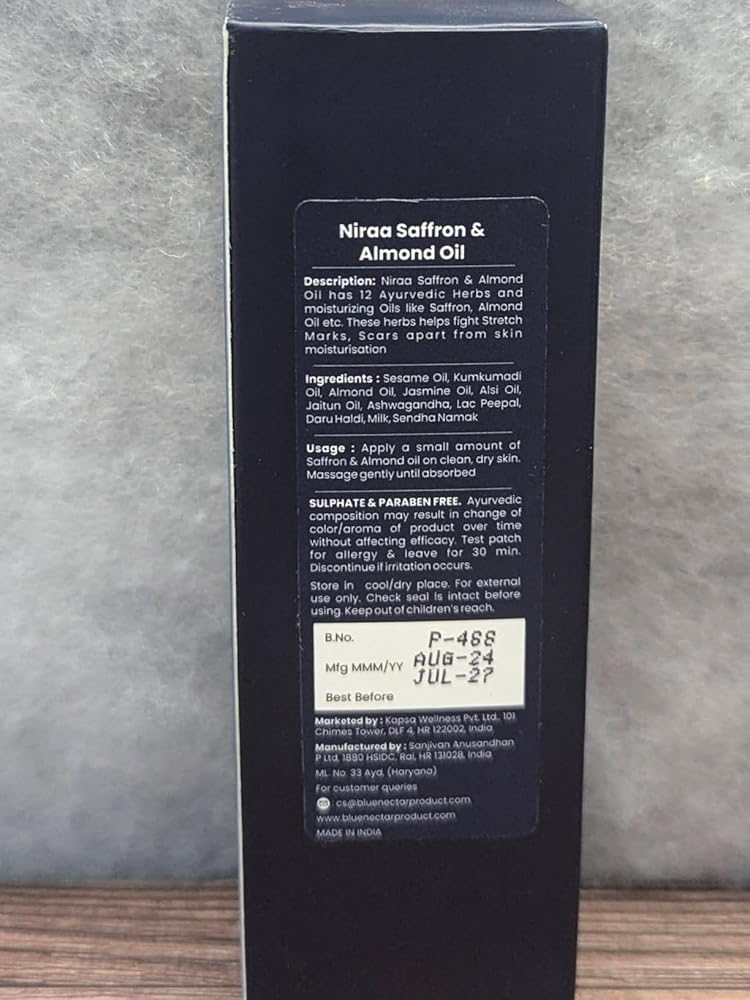 Niraa Saffron &
Almond Oil
Description: Niraa Saffron & Almond
Oil has 12 Ayurvedic Herbs and
moisturizing Oils like Saffron, Almond
Oil etc. These herbs helps fight Stretch
Marks, Scars apart from skin
moisturisation
Ingredients : Sesame Oil, Kumkumadi
Oil, Almond Oil, Jasmine Oil, Alsi Oil,
Jaitun Oil, Ashwagandha, Lac Peepal,
Daru Haldi, Milk, Sendha Namak
Usage : Apply a small amount of
Saffron & Almond oil on clean, dry skin.
Massage gently until absorbed
SULPHATE & PARABEN FREE. Ayurvedic
composition may result in change of
color/aroma of product over time
without affecting efficacy. Test patch
for allergy & leave for 30 min.
Discontinue if irritation occurs.
Store in cool/dry place. For external
use only. Check seal is intact before
using. Keep out of children's reach.
B.No. P-488
Mfg MMM/YY AUG-24
JUL-27
Best Before
Marketed by : Kapsa Wellness Pvt. Ltd. 101
Chimes Tower, DLF 4, HR 122002, India
Manufactured by : Sanjivan Anusandhan
P Ltd, 1880 HSIDC, Rai, HR 131028, India
ML. No. 33 Ayd, (Haryana)
For customer queries
cs@bluenectarproduct.com
www.bluenectarproduct.com
MADE IN INDIA